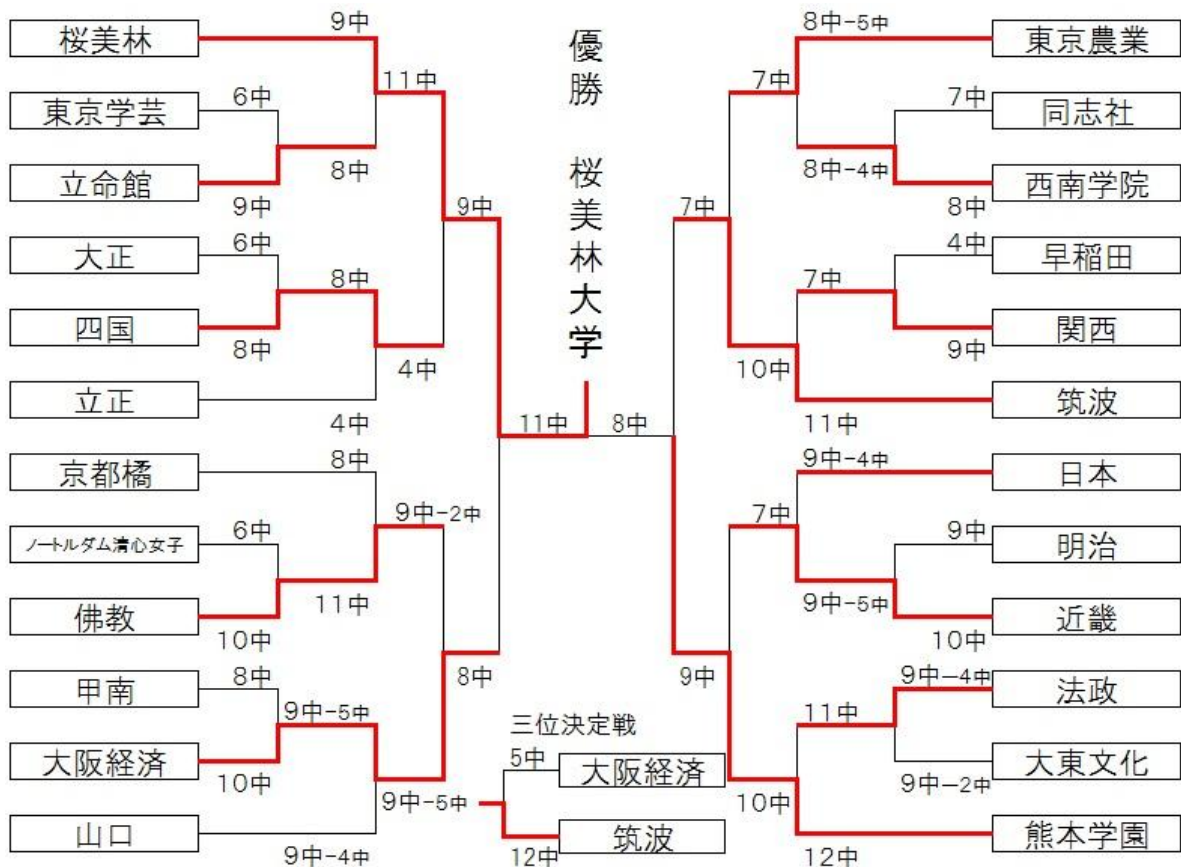 優勝 桜美林大学
桜美林
9中
東京学芸
6中
11中
立命館
9中
8中
大正
6中
9中
四国
8中
8中
立正
4中
4中
京都橘
8中
ノートルダム清心女子
6中
9中-2中
佛教
10中
11中
甲南
8中
8中
大阪経済
10中
9中-5中
山口
9中-4中
9中-5中
11中
8中
8中-5中
東京農業
7中
7中
同志社
8中-4中
8中
西南学院
7中
4中
早稲田
7中
9中
関西
10中
11中
筑波
9中-4中
日本
7中
9中
明治
9中-5中
10中
近畿
9中
9中-4中
法政
11中
9中-2中
大東文化
10中
12中
熊本学園
三位決定戦
5中
大阪経済
12中
筑波